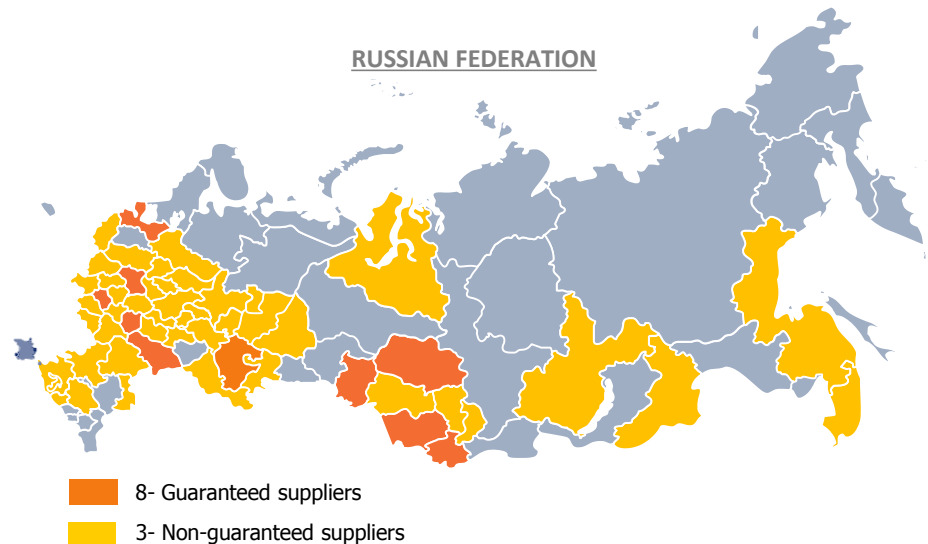 RUSSIAN FEDERATION
8- Guaranteed suppliers
3- Non-guaranteed suppliers